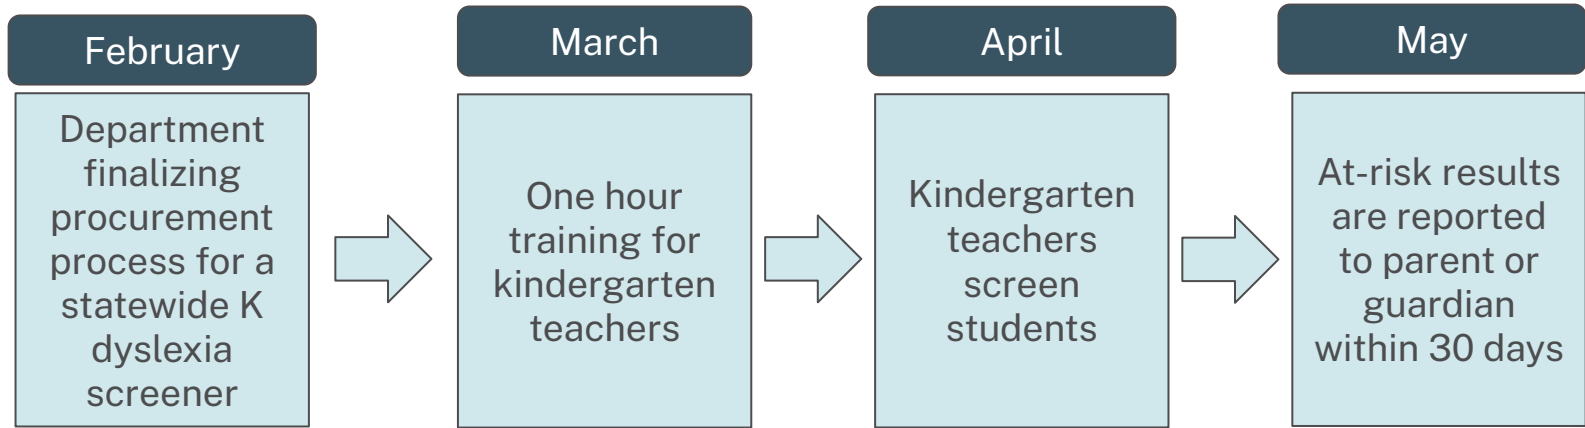 February
Department
finalizing
procurement
process for a
statewide K
dyslexia
screener
March
One hour
training for
kindergarten
teachers
April
Kindergarten
teachers
screen
students
May
At-risk results
are reported
to parent or
guardian
within 30 days